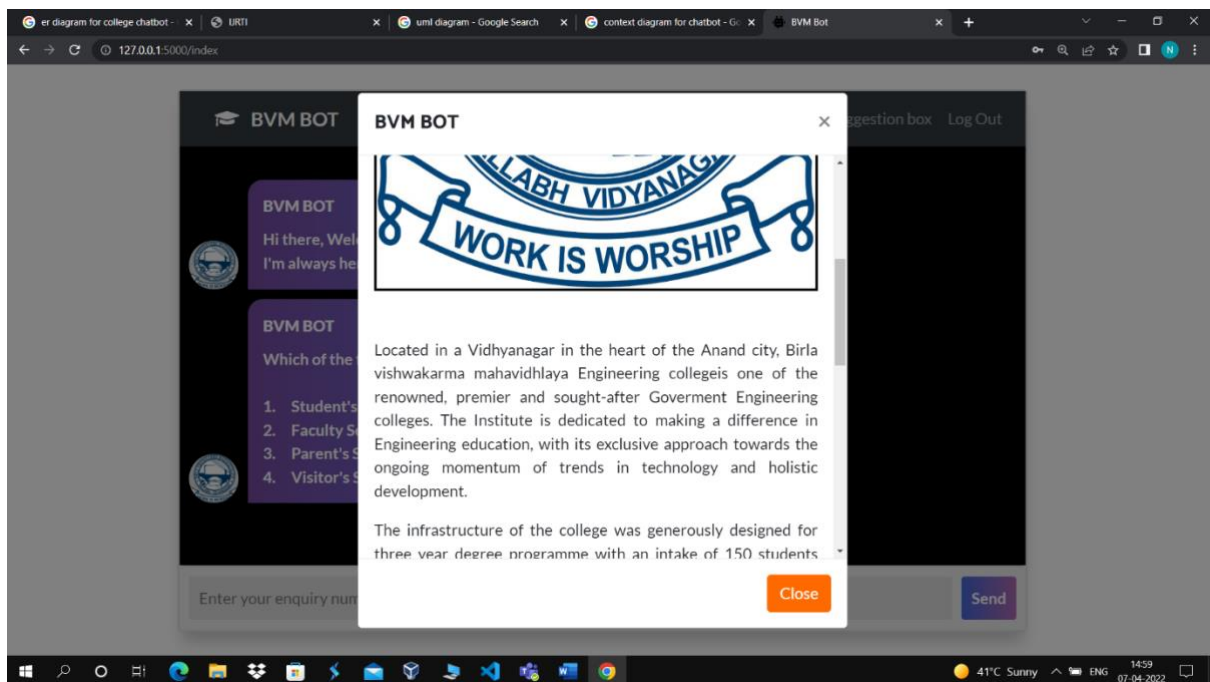 er diagram for college chatbot -
URTI
uml diagram - Google Search
context diagram for chatbot - Go
BVM Bot
127.0.0.1:5000/index
N
BVM BOT
ggestion box Log Out
BVM BOT
Hi there, Wel
I'm always he
BVM BOT
Which of the
1. Student's
2. Faculty Se
3. Parent's S
4. Visitor's S
Enter your enquiry num
Send
BVM BOT
LLABH VIDYANAG
WORK IS WORSHIP
Located in a Vidhyanagar in the heart of the Anand city, Birla
vishwakarma mahavidhlaya Engineering collegeis one of the
renowned, premier and sought-after Goverment Engineering
colleges. The Institute is dedicated to making a difference in
Engineering education, with its exclusive approach towards the
ongoing momentum of trends in technology and holistic
development.
The infrastructure of the college was generously designed for
three year degree programme with an intake of 150 students
Close
41°C Sunny
ENG
14:59
07-04-2022